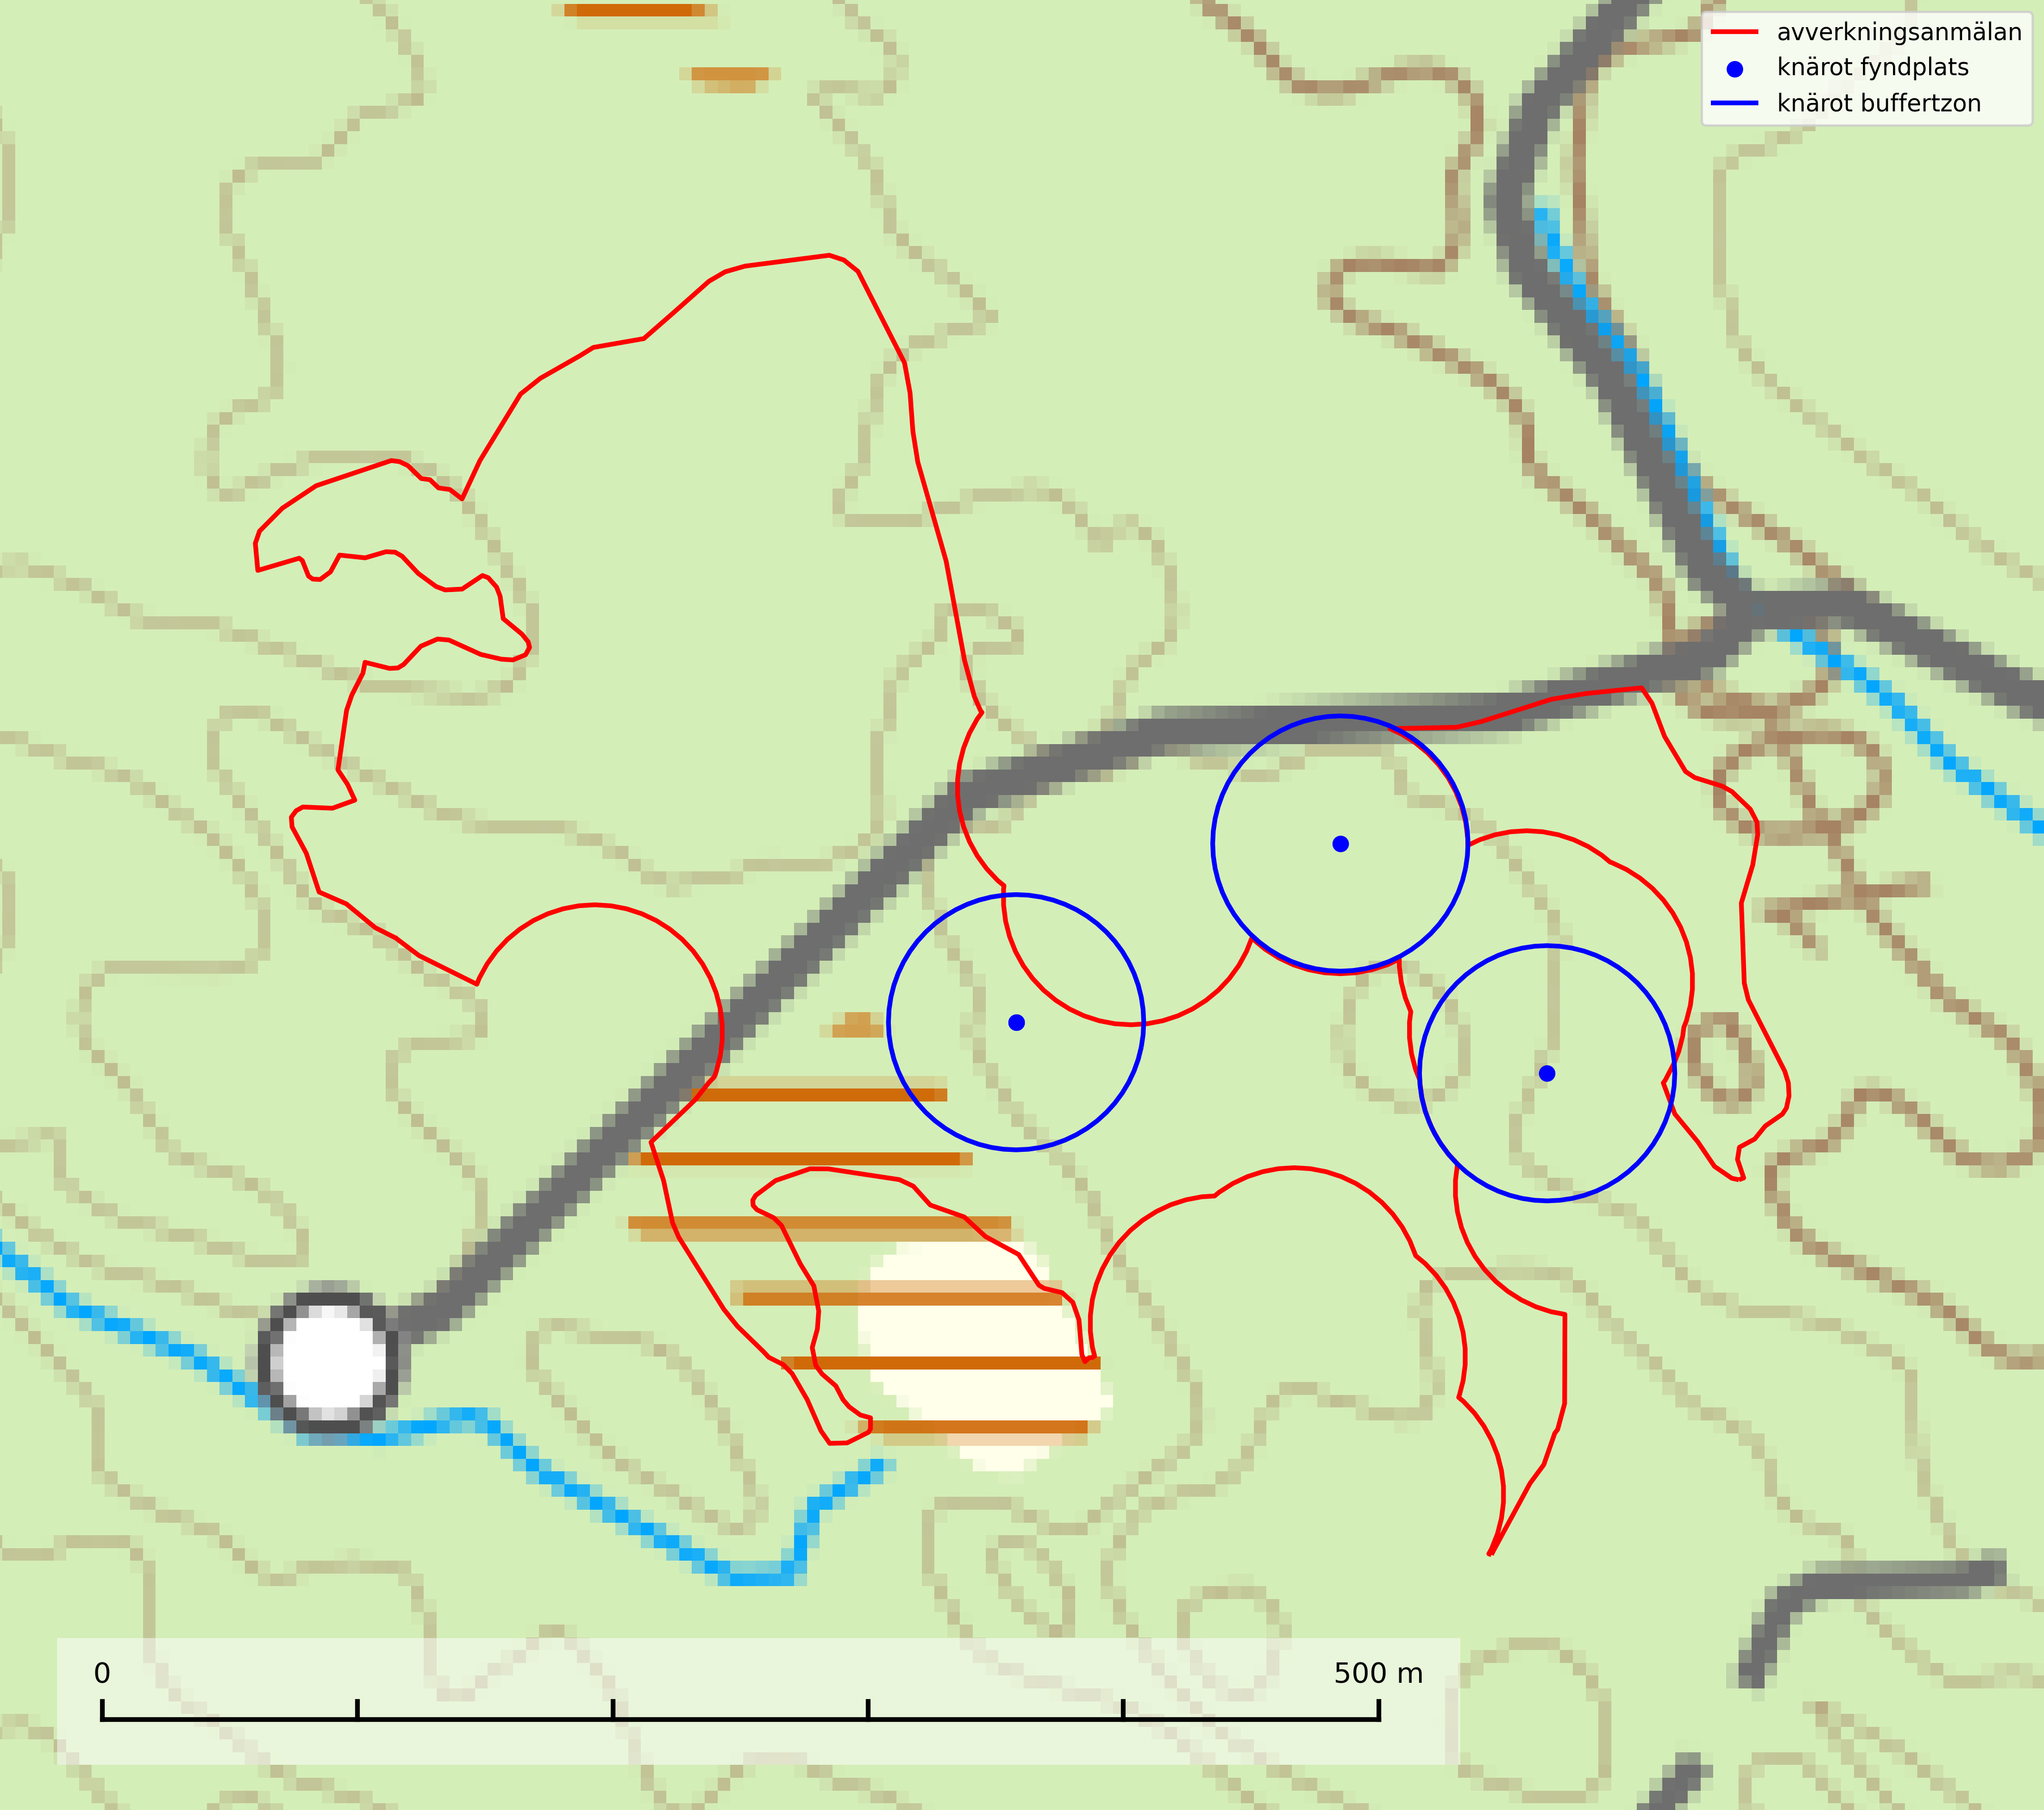 avverkningsanmälan
knärot fyndplats
knärot buffertzon
0 500 m